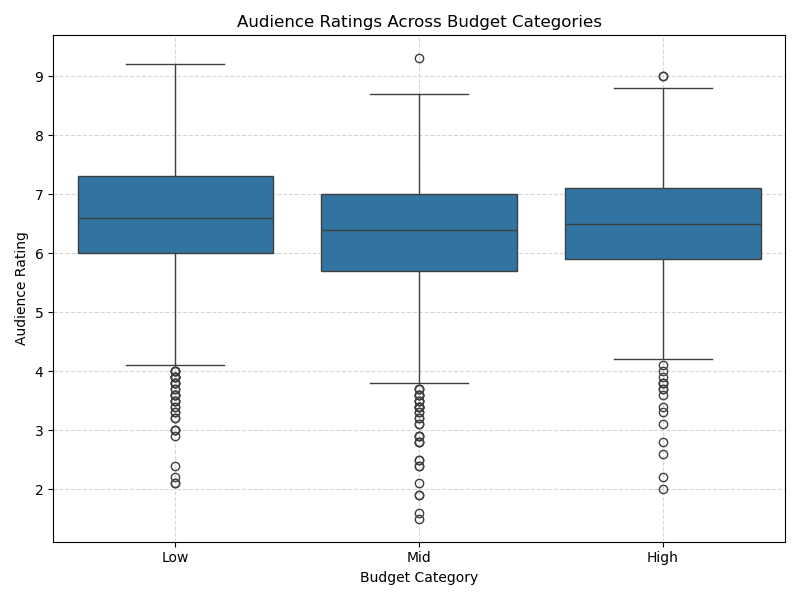 Audience Ratings Across Budget Categories
9
8
7
6
5
4
3
2
Audience Rating
Low
Mid
High
Budget Category